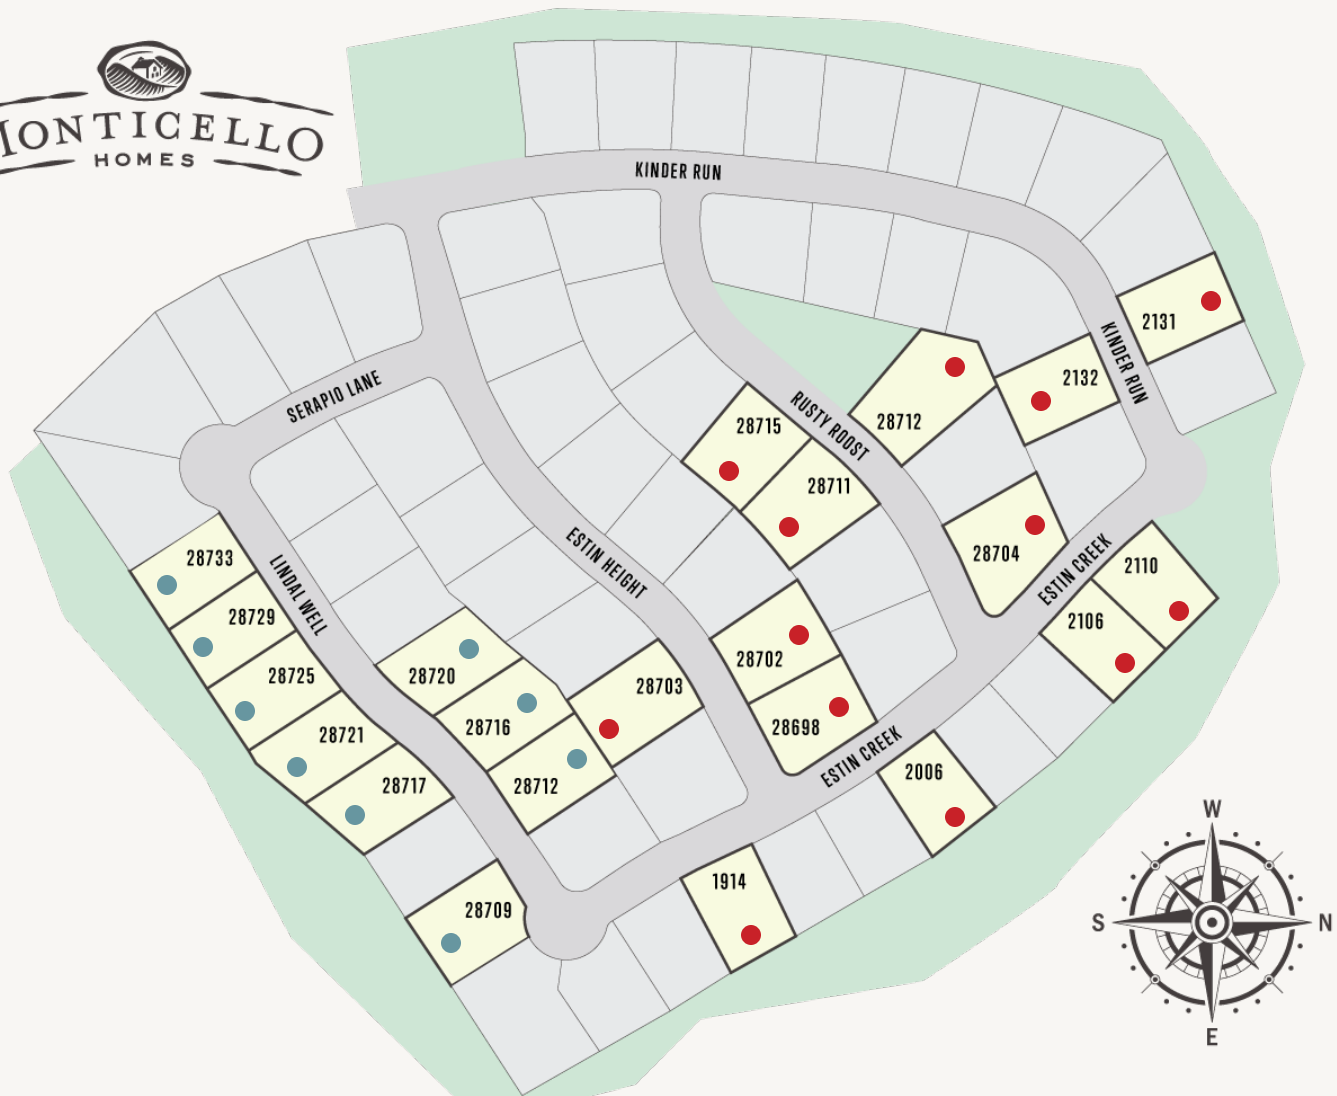 MONTICELLO
HOMES
KINDER RUN
2131
KINDER RUN
2132
28712
RUSTY ROOST
SERAPIO LANE
28715
28711
28704
ESTIN CREEK
2110
2106
ESTIN HEIGHT
LINDAL WELL
28733
28729
28725
28721
28717
28720
28716
28712
28703
28702
28698
ESTIN CREEK
2006
1914
28709
W
S
N
E